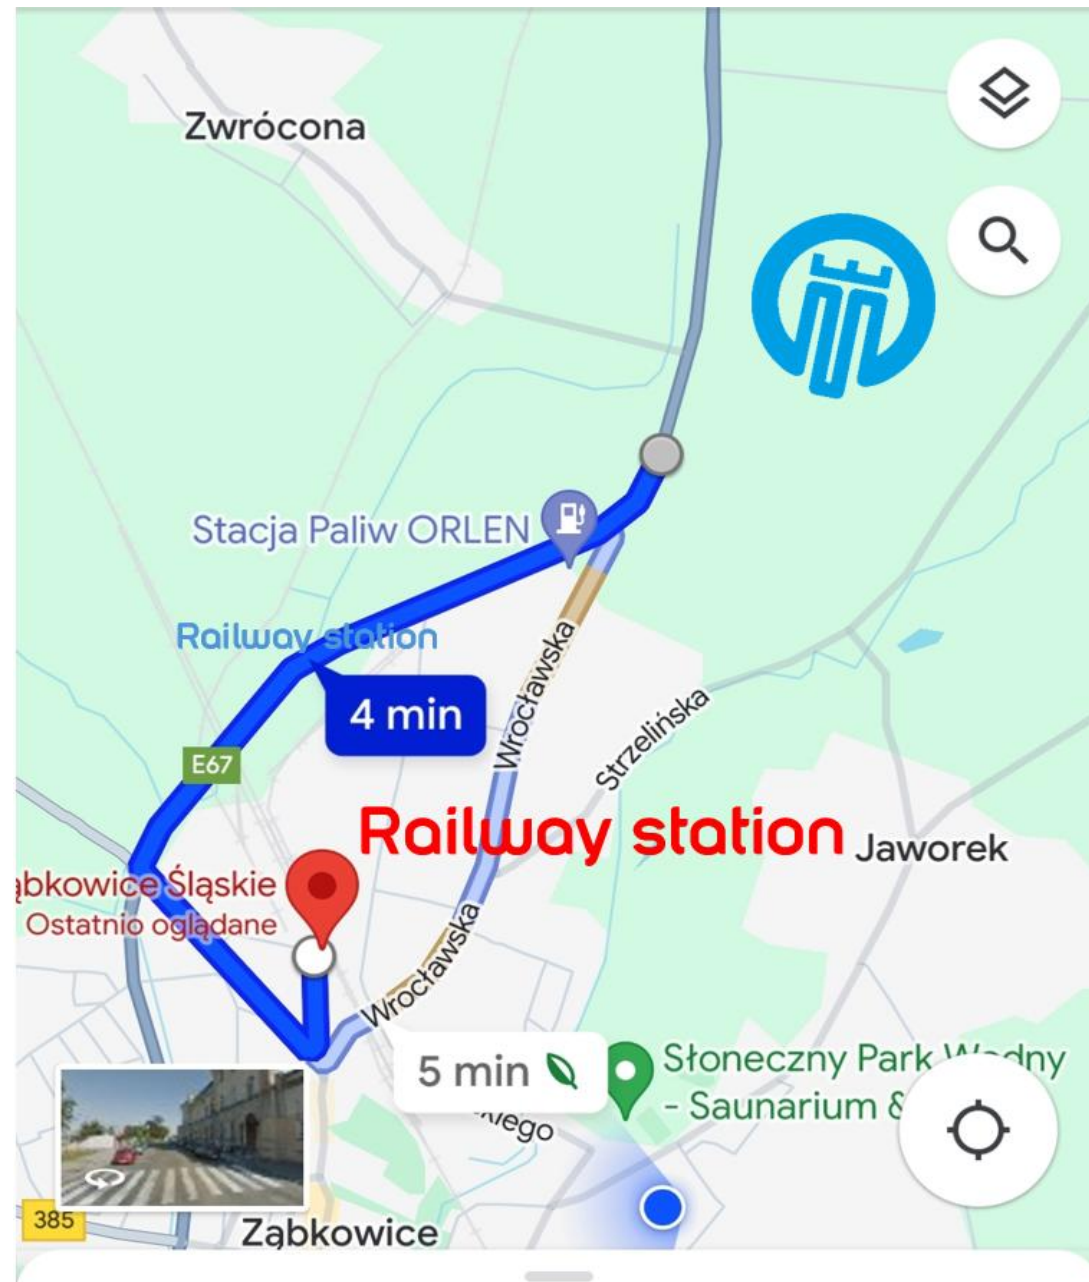 Zwrócona
Stacja Paliw ORLEN
Railway station
4 min
Wrocławska
Strzelińska
E67
Railway station
Jaworek
ąbkowice Śląskie
Ostatnio oglądane
Wrocławska
5 min
Słoneczny Park Wodny
- Saunarium &
385
Ząbkowice